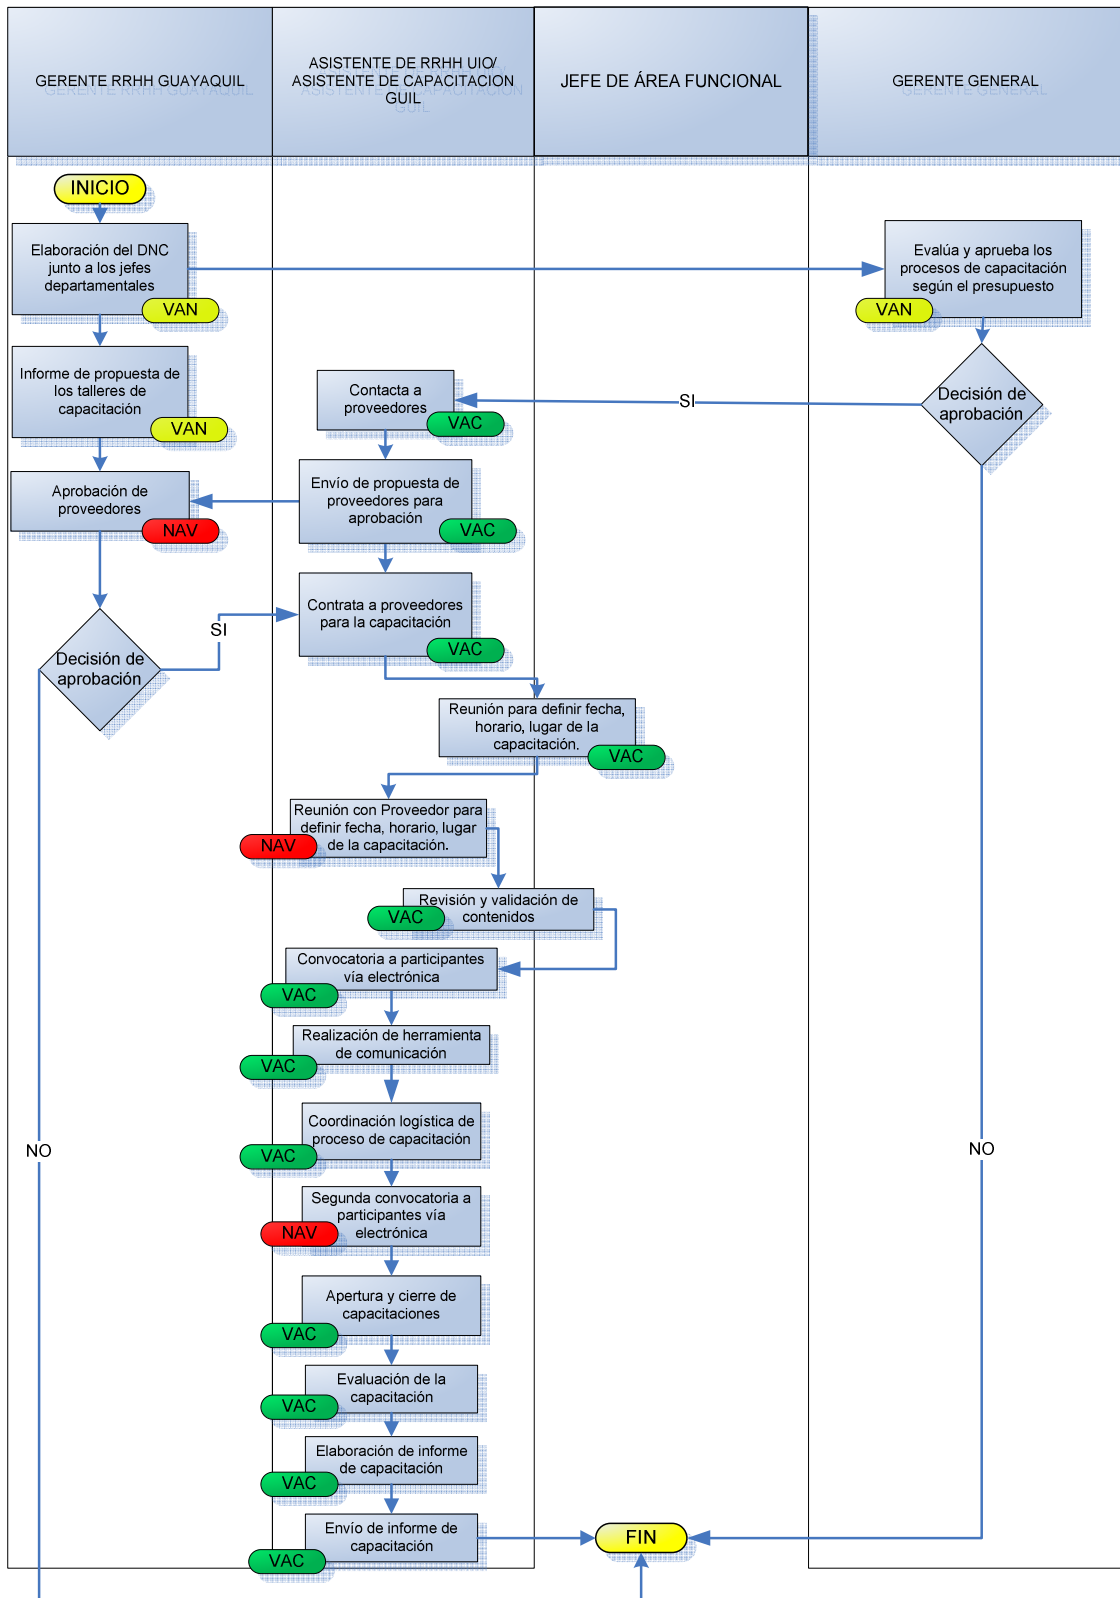 GERENTE RRHH GUAYAQUIL
ASISTENTE DE RRHH UIO/
ASISTENTE DE CAPACITACION
GUIL
JEFE DE ÁREA FUNCIONAL
GERENTE GENERAL
INICIO
Elaboración del DNC
junto a los jefes
departamentales
VAN
Evalúa y aprueba los
procesos de capacitación
según el presupuesto
VAN
Informe de propuesta de
los talleres de
capacitación
VAN
Contacta a
proveedores
VAC
SI
Decisión de
aprobación
Aprobación de
proveedores
NAV
Envío de propuesta de
proveedores para
aprobación
VAC
Contrata a proveedores
para la capacitación
VAC
SI
Decisión de
aprobación
Reunión para definir fecha,
horario, lugar de la
capacitación.
VAC
Reunión con Proveedor para
definir fecha, horario, lugar
de la capacitación.
NAV
Revisión y validación de
contenidos
VAC
Convocatoria a participantes
vía electrónica
VAC
Realización de herramienta
de comunicación
VAC
Coordinación logística de
proceso de capacitación
VAC
NO
NO
Segunda convocatoria a
participantes vía
electrónica
NAV
Apertura y cierre de
capacitaciones
VAC
Evaluación de la
capacitación
VAC
Elaboración de informe
de capacitación
VAC
Envío de informe de
capacitación
VAC
FIN